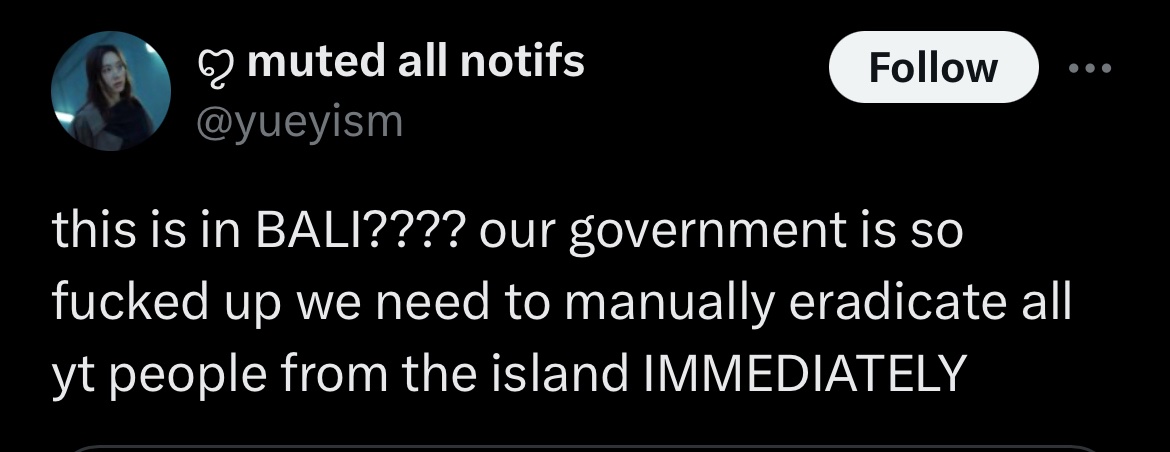 ღ muted all notifs
@yueyism
Follow
this is in BALI???? our government is so
fucked up we need to manually eradicate all
yt people from the island IMMEDIATELY